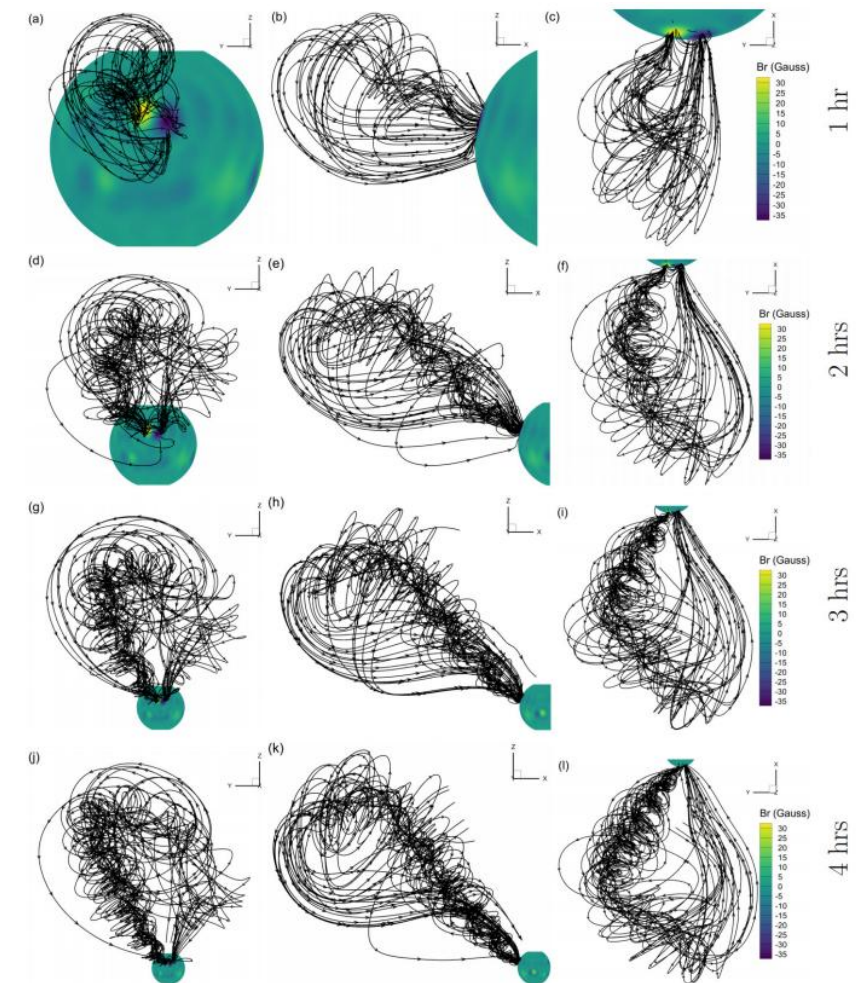 (a)
Z
Y
(b)
Z
X
(c)
X
Y
Z
Br (Gauss)
30
25
20
15
10
5
0
-5
-10
-15
-20
-25
-30
-35
1 hr
(d)
Z
Y
(e)
Z
X
(f)
X
Y
Z
Br (Gauss)
30
25
20
15
10
5
0
-5
-10
-15
-20
-25
-30
-35
2 hrs
(g)
Z
Y
(h)
Z
X
(i)
X
Y
Z
Br (Gauss)
30
25
20
15
10
5
0
-5
-10
-15
-20
-25
-30
-35
3 hrs
(j)
Z
Y
(k)
Z
X
(l)
X
Y
Z
Br (Gauss)
30
25
20
15
10
5
0
-5
-10
-15
-20
-25
-30
-35
4 hrs